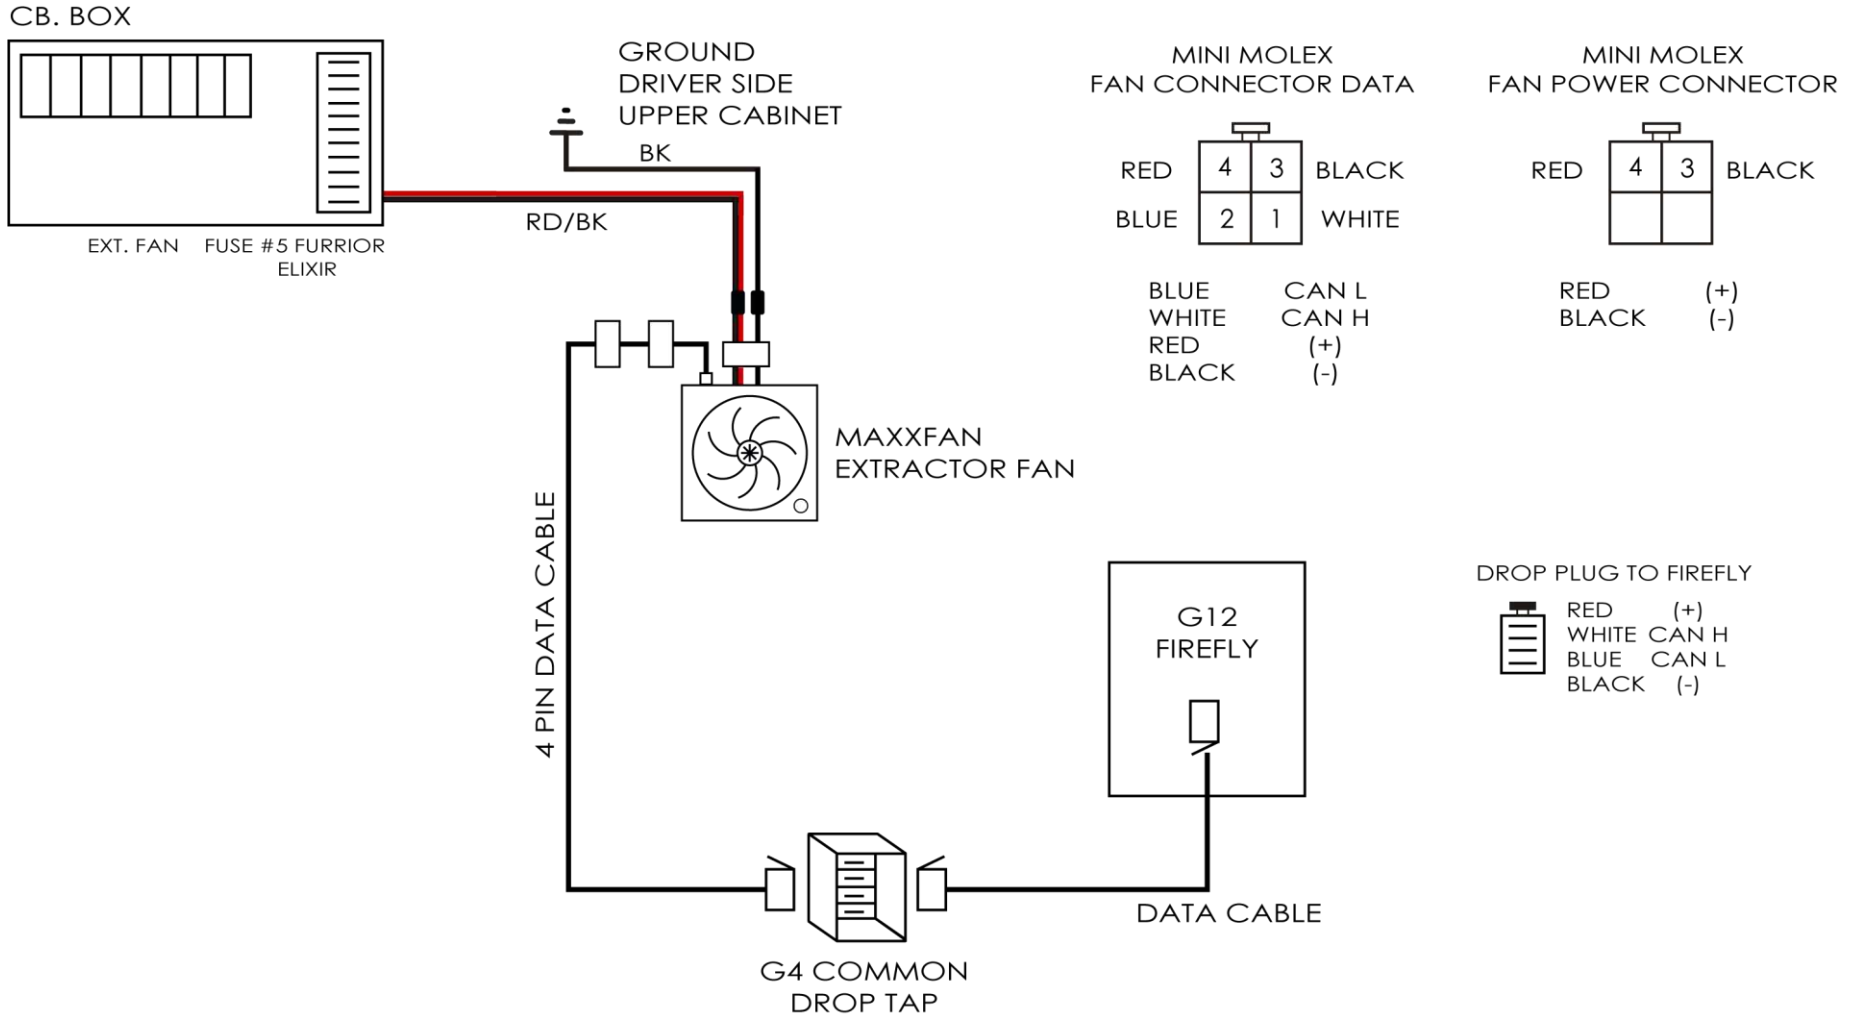 CB. BOX
EXT. FAN
FUSE #5 FURRIOR
ELIXIR
GROUND
DRIVER SIDE
UPPER CABINET
BK
RD/BK
MAXXFAN
EXTRACTOR FAN
4 PIN DATA CABLE
G4 COMMON
DROP TAP
DATA CABLE
G12
FIREFLY
MINI MOLEX
FAN CONNECTOR DATA
RED 4 3 BLACK
BLUE 2 1 WHITE
BLUE CAN L
WHITE CAN H
RED (+)
BLACK (-)
MINI MOLEX
FAN POWER CONNECTOR
RED 4 3 BLACK
RED (+)
BLACK (-)
DROP PLUG TO FIREFLY
RED (+)
WHITE CAN H
BLUE CAN L
BLACK (-)